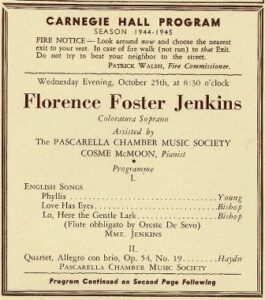 CARNEGIE HALL PROGRAM
SEASON 1944-1945
FIRE NOTICE — Look around now and choose the nearest
exit to your seat. In case of fire walk (not run) to that Exit.
Do not try to beat your neighbor to the street.
PATRICK WALSH, Fire Commissioner.
Wednesday Evening, October 25th, at 8:30 o'clock
Florence Foster Jenkins
Coloratura Soprano
Assisted by
The PASCARELLA CHAMBER MUSIC SOCIETY
COSME McMOON, Pianist
Programme
I.
ENGLISH SONGS
Phyllis Young
Love Has Eyes Bishop
Lo, Here the Gentle Lark Bishop
(Flute obbligato by Oreste De Sevo)
MME. JENKINS
II.
Quartet, Allegro con brio, Op. 54, No. 19 Haydn
PASCARELLA CHAMBER MUSIC SOCIETY
Program Continued on Second Page Following